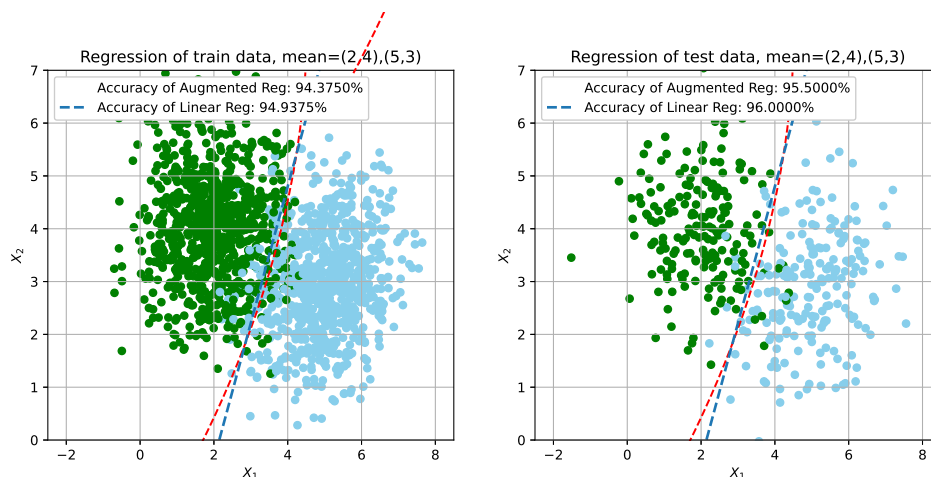 Regression of train data, mean=(2,4),(5,3)
Accuracy of Augmented Reg: 94.3750%
Accuracy of Linear Reg: 94.9375%
7
6
5
4
3
2
1
0
X₂
−2 0 2 4 6 8
X₁
Regression of test data, mean=(2,4),(5,3)
Accuracy of Augmented Reg: 95.5000%
Accuracy of Linear Reg: 96.0000%
7
6
5
4
3
2
1
0
X₂
−2 0 2 4 6 8
X₁